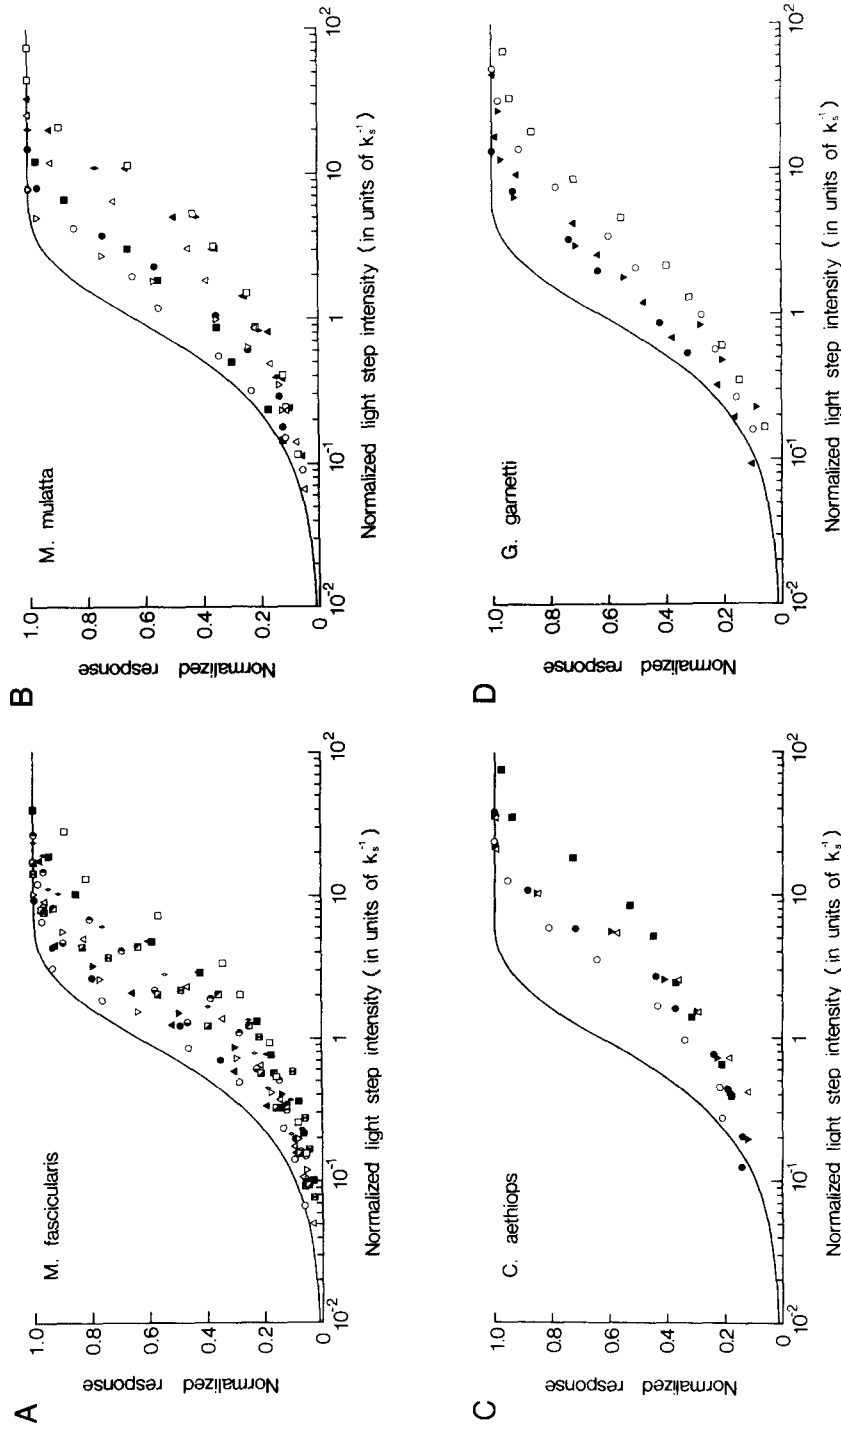 A
M. fascicularis
1.0
0.8
0.6
0.4
0.2
0
Normalized response
10⁻²
10⁻¹
1
10
10²
Normalized light step intensity ( in units of kₛ⁻¹)
B
M. mulatta
1.0
0.8
0.6
0.4
0.2
0
Normalized response
10⁻²
10⁻¹
1
10
10²
Normalized light step intensity ( in units of kₛ⁻¹)
C
C. aethiops
1.0
0.8
0.6
0.4
0.2
Normalized response
10⁻²
10⁻¹
1
10
10²
Normalized light step intensity ( in units of kₛ⁻¹)
D
G. garnetti
1.0
0.8
0.6
0.4
0.2
0
Normalized response
10⁻²
10⁻¹
1
10
10²
Normalized light step intensity ( in units of kₛ⁻¹)